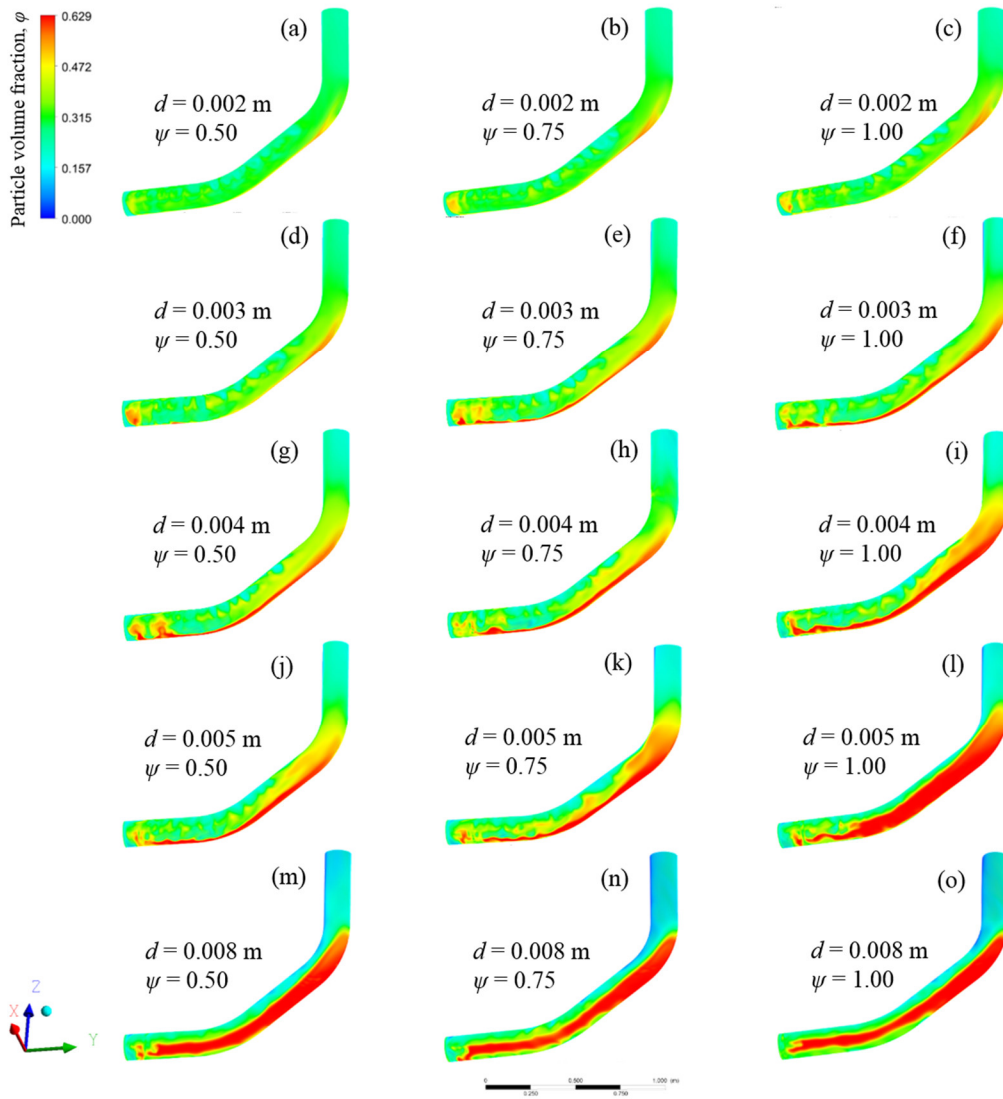 Particle volume fraction, φ
0.629
0.472
0.315
0.157
0.000
(a)
d = 0.002 m
ψ = 0.50
(b)
d = 0.002 m
ψ = 0.75
(c)
d = 0.002 m
ψ = 1.00
(d)
d = 0.003 m
ψ = 0.50
(e)
d = 0.003 m
ψ = 0.75
(f)
d = 0.003 m
ψ = 1.00
(g)
d = 0.004 m
ψ = 0.50
(h)
d = 0.004 m
ψ = 0.75
(i)
d = 0.004 m
ψ = 1.00
(j)
d = 0.005 m
ψ = 0.50
(k)
d = 0.005 m
ψ = 0.75
(l)
d = 0.005 m
ψ = 1.00
(m)
d = 0.008 m
ψ = 0.50
(n)
d = 0.008 m
ψ = 0.75
(o)
d = 0.008 m
ψ = 1.00
Z
X
Y
0 0.500 1.000 (m)
0.250 0.750